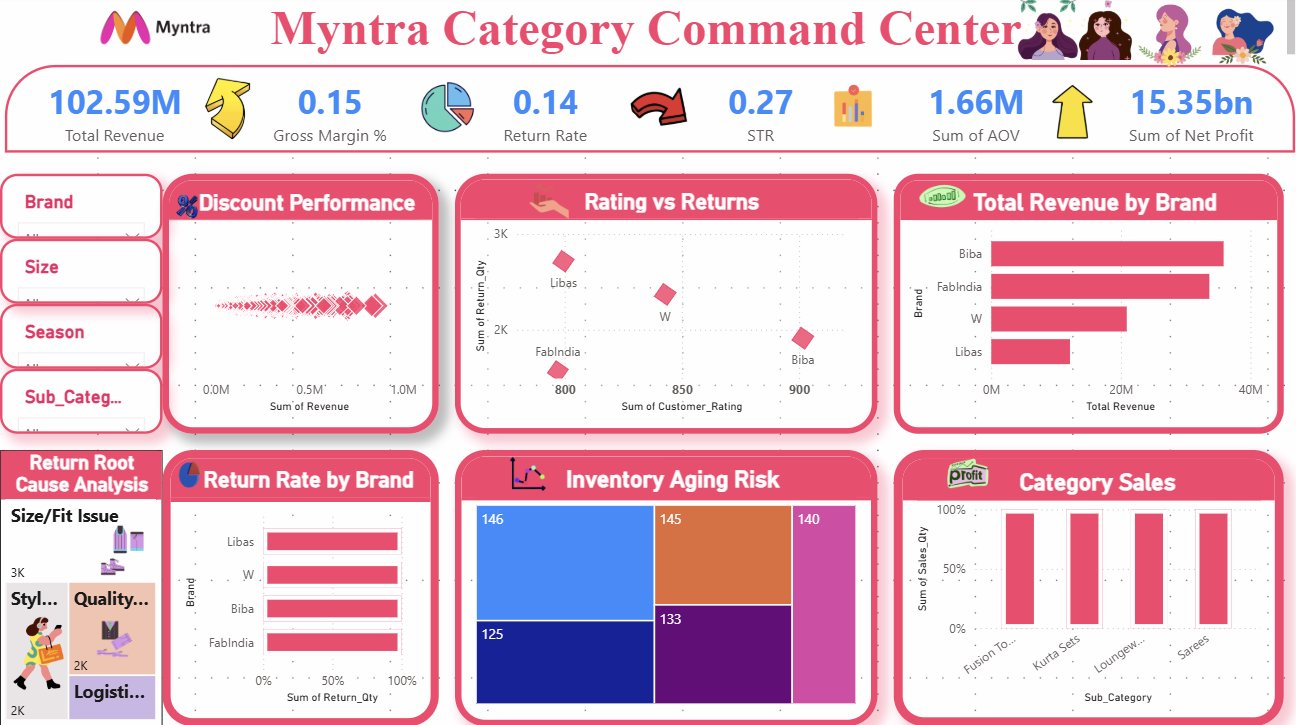 Myntra
Myntra Category Command Center
102.59M
Total Revenue
0.15
Gross Margin %
0.14
Return Rate
0.27
STR
1.66M
Sum of AOV
15.35bn
Sum of Net Profit
Brand
Size
Season
Sub_Categ...
Discount Performance
0.0M 0.5M 1.0M
Sum of Revenue
Rating vs Returns
Sum of Return_Qty
3K
2K
Libas
W
FabIndia
Biba
800 850 900
Sum of Customer_Rating
Total Revenue by Brand
Brand
Biba
FabIndia
W
Libas
0M 20M 40M
Total Revenue
Return Root
Cause Analysis
Size/Fit Issue
3K
Styl...
2K
Quality...
2K
Logisti...
Return Rate by Brand
Brand
Libas
W
Biba
FabIndia
0% 50% 100%
Sum of Return_Qty
Inventory Aging Risk
146
125
145
133
140
profit
Category Sales
Sum of Sales_Qty
100%
50%
0%
Fusion To...
Kurta Sets
Loungew...
Sarees
Sub_Category